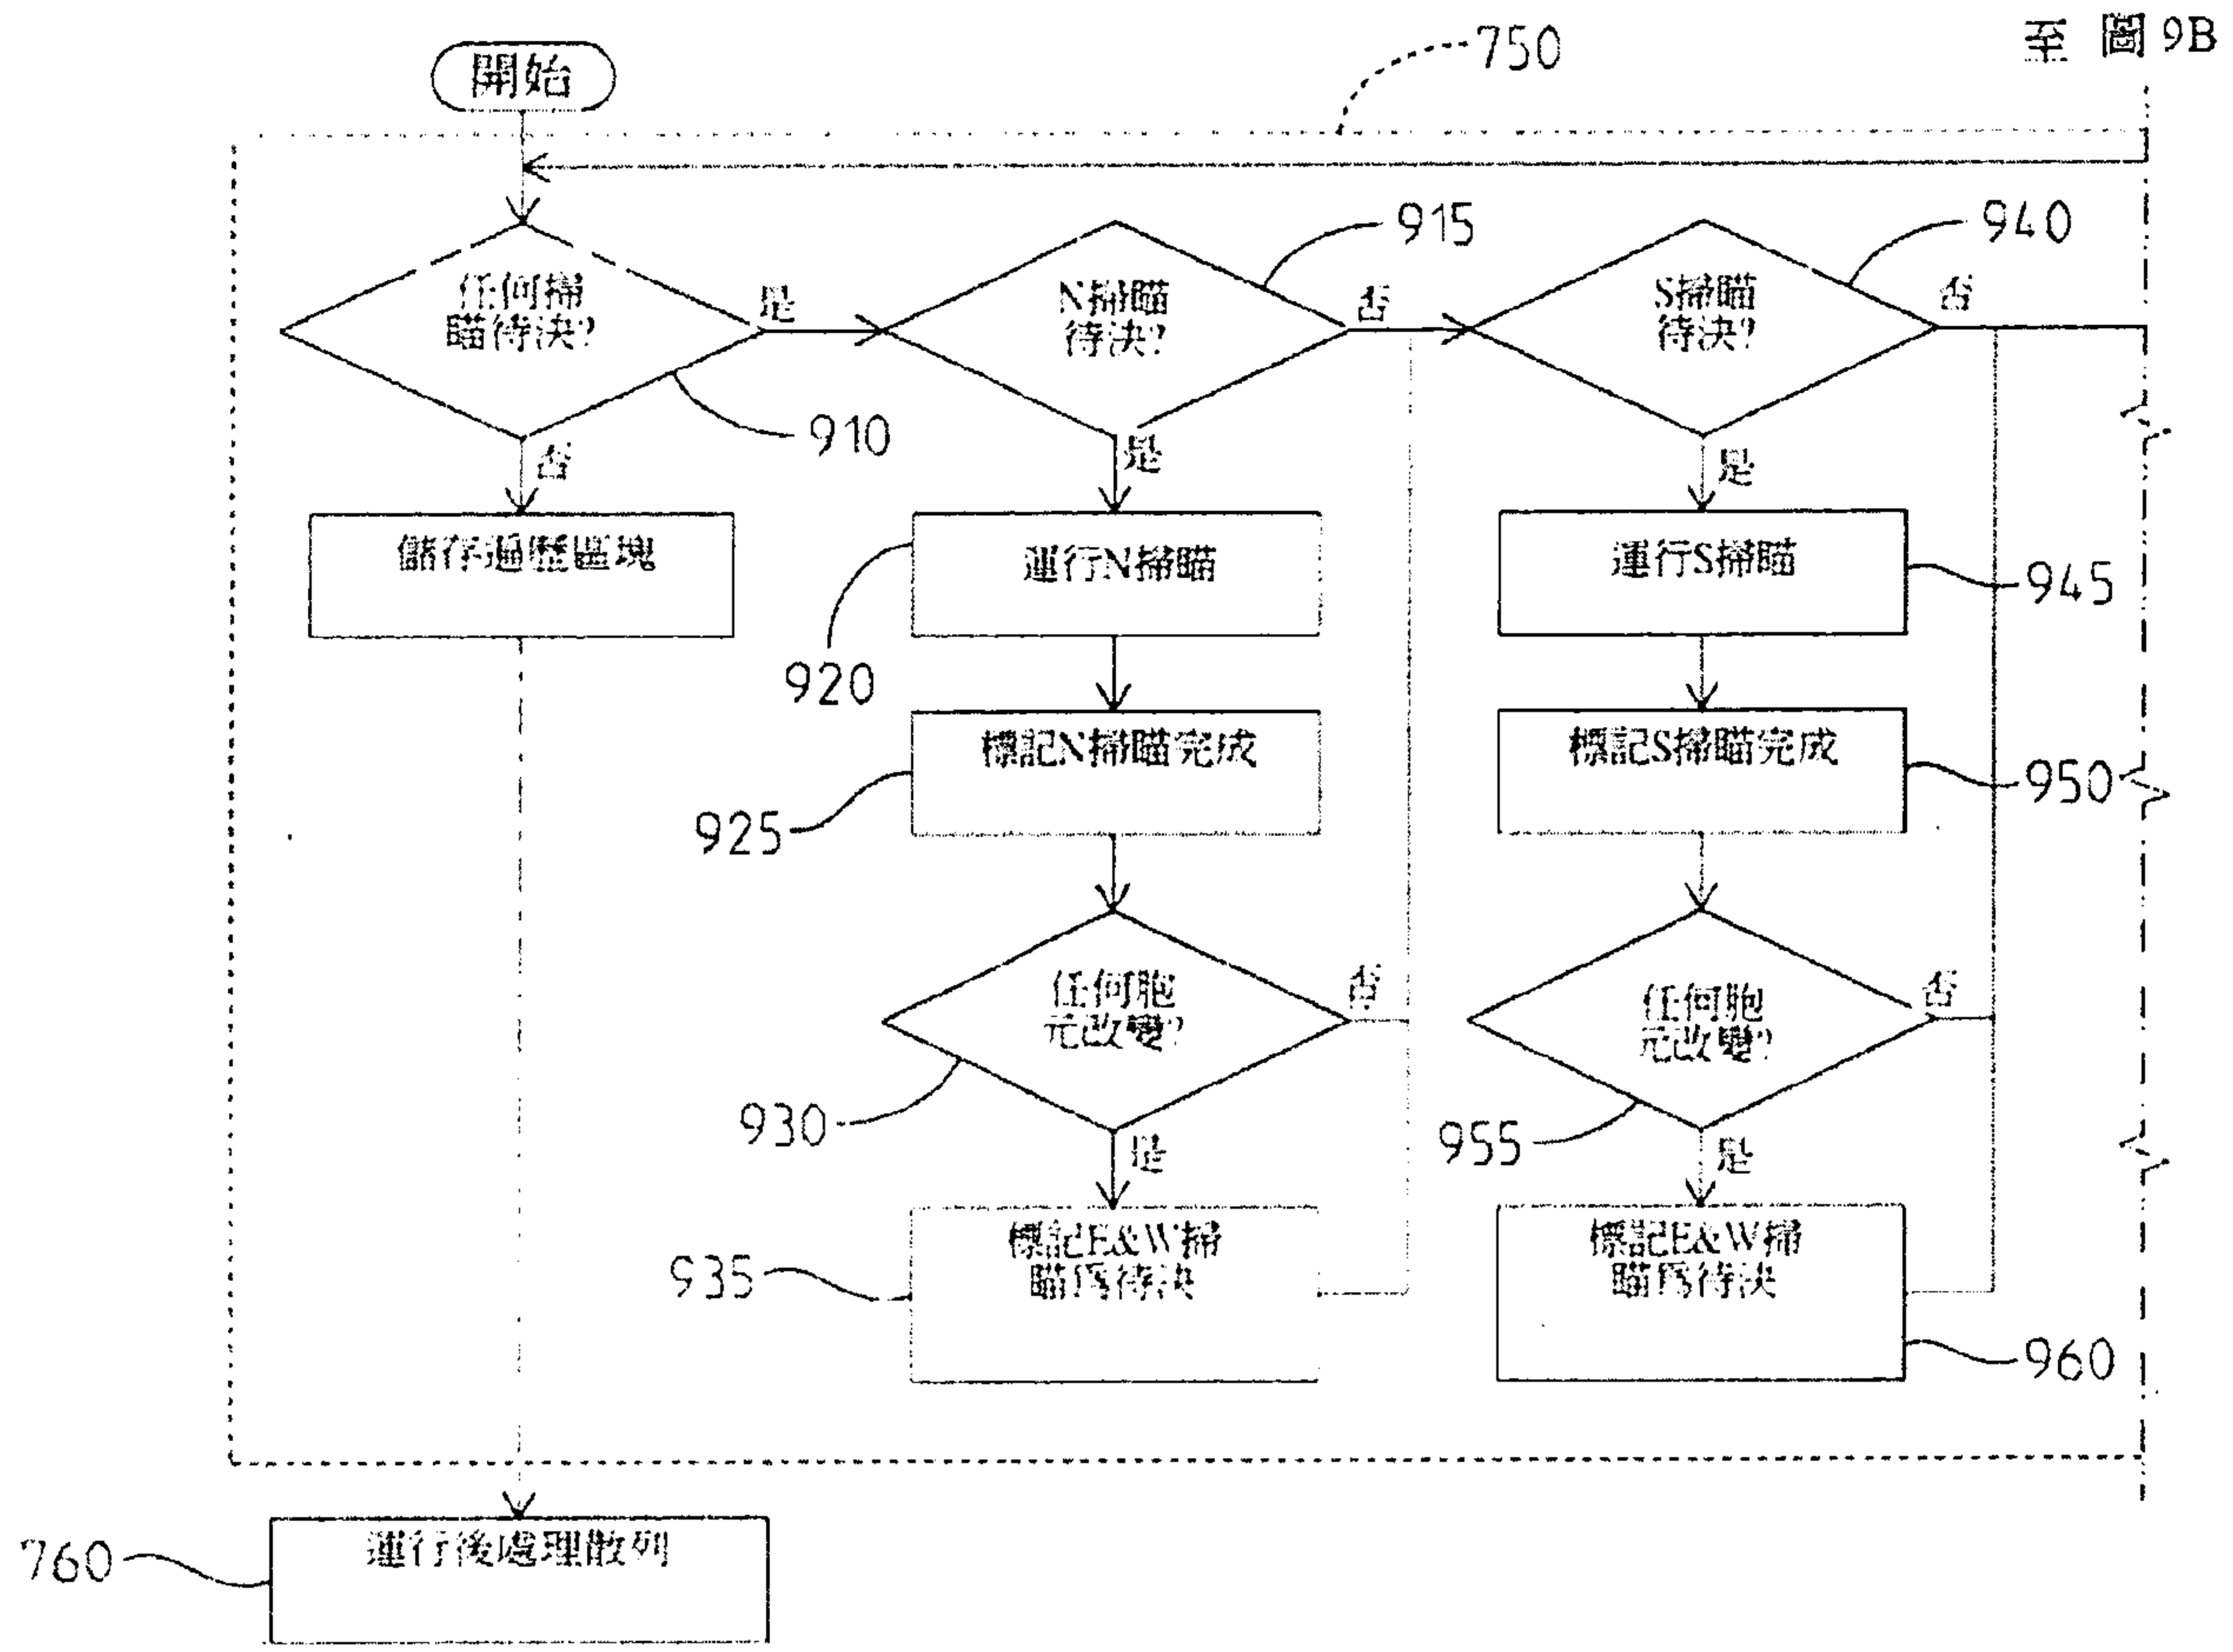 至圖9B
750
開始
任何掃
瞄待決?
是
910
否
儲存遍歷區塊
915
N掃瞄
待決?
否
是
運行N掃瞄
920
標記N掃瞄完成
925
任何胞
元改變?
否
930
是
標記E&W掃
瞄爲待決
935
940
S掃瞄
待決?
否
是
運行S掃瞄
945
標記S掃瞄完成
950
任何胞
元改變?
否
955
是
標記E&W掃
瞄爲待決
960
運行後處理散列
760